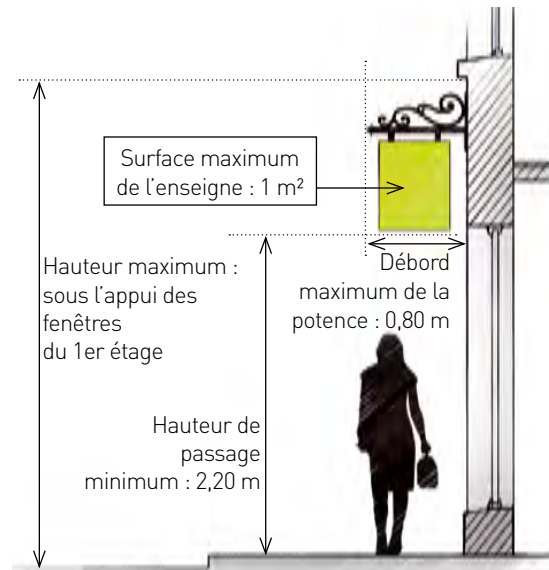 Surface maximum
de l’enseigne : 1 m²
Hauteur maximum :
sous l’appui des
fenêtres
du 1er étage
Débord
maximum de la
potence : 0,80 m
Hauteur de
passage
minimum : 2,20 m